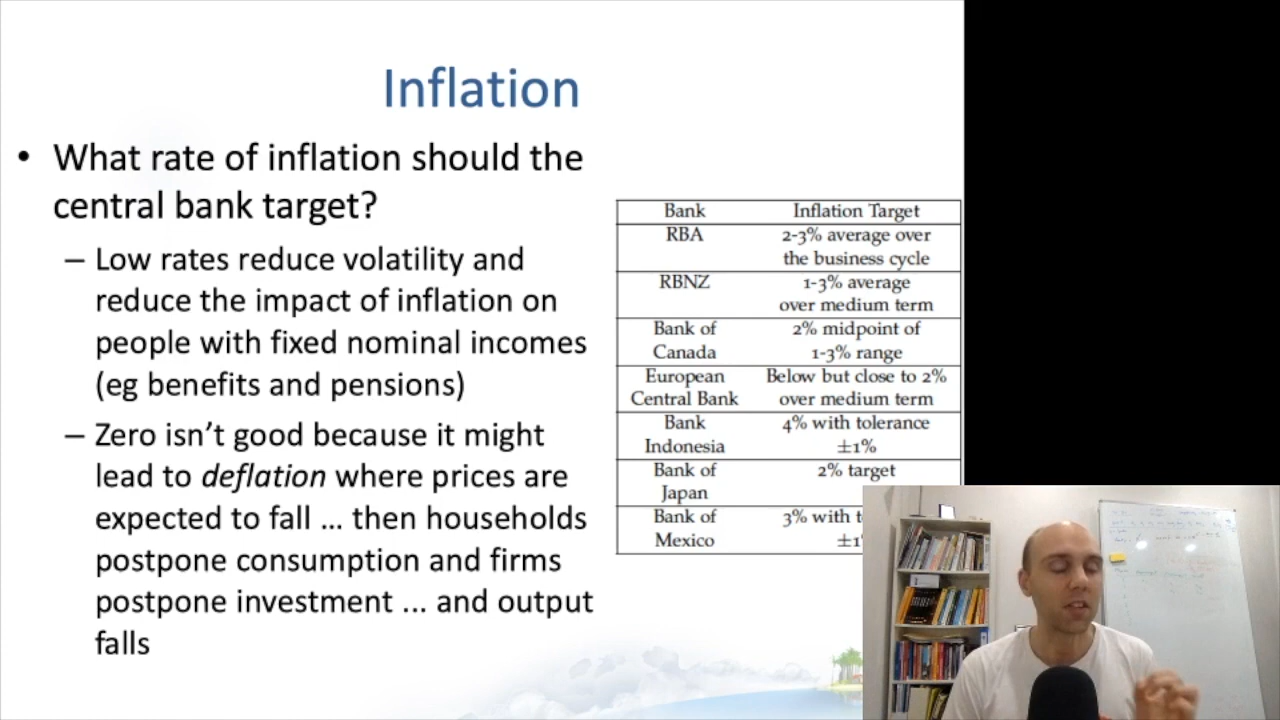 Inflation
• What rate of inflation should the
central bank target?
– Low rates reduce volatility and
reduce the impact of inflation on
people with fixed nominal incomes
(eg benefits and pensions)
– Zero isn’t good because it might
lead to deflation where prices are
expected to fall ... then households
postpone consumption and firms
postpone investment ... and output
falls
Bank Inflation Target
RBA 2-3% average over
the business cycle
RBNZ 1-3% average
over medium term
Bank of 2% midpoint of
Canada 1-3% range
European Below but close to 2%
Central Bank over medium term
Bank 4% with tolerance
Indonesia ±1%
Bank of 2% target
Japan
Bank of 3% with
Mexico ±1